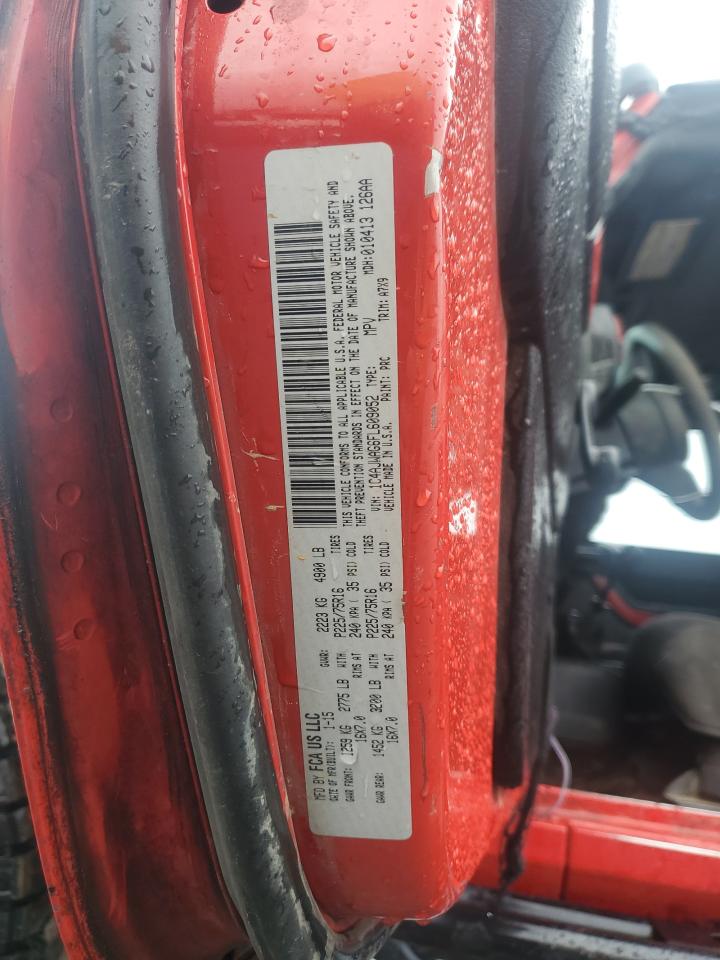 MFD BY FCA US LLC
DATE OF MFR(BUILT): 1-15 GVWR: 2223 KG 4900 LB
GAWR FRONT: 1259 KG 2775 LB WITH P225/75R16 TIRES
16X7.0 RIMS AT 240 KPA ( 35 PSI) COLD
GAWR REAR: 1452 KG 3200 LB WITH P225/75R16 TIRES
16X7.0 RIMS AT 240 KPA ( 35 PSI) COLD
THIS VEHICLE CONFORMS TO ALL APPLICABLE U.S.A. FEDERAL MOTOR VEHICLE SAFETY AND
THEFT PREVENTION STANDARDS IN EFFECT ON THE DATE OF MANUFACTURE SHOWN ABOVE.
VIN: 1C4AJWAG6FL609052 TYPE: MPV MDH:010413 126AA
VEHICLE MADE IN U.S.A. PAINT: PRC TRIM: A7X9